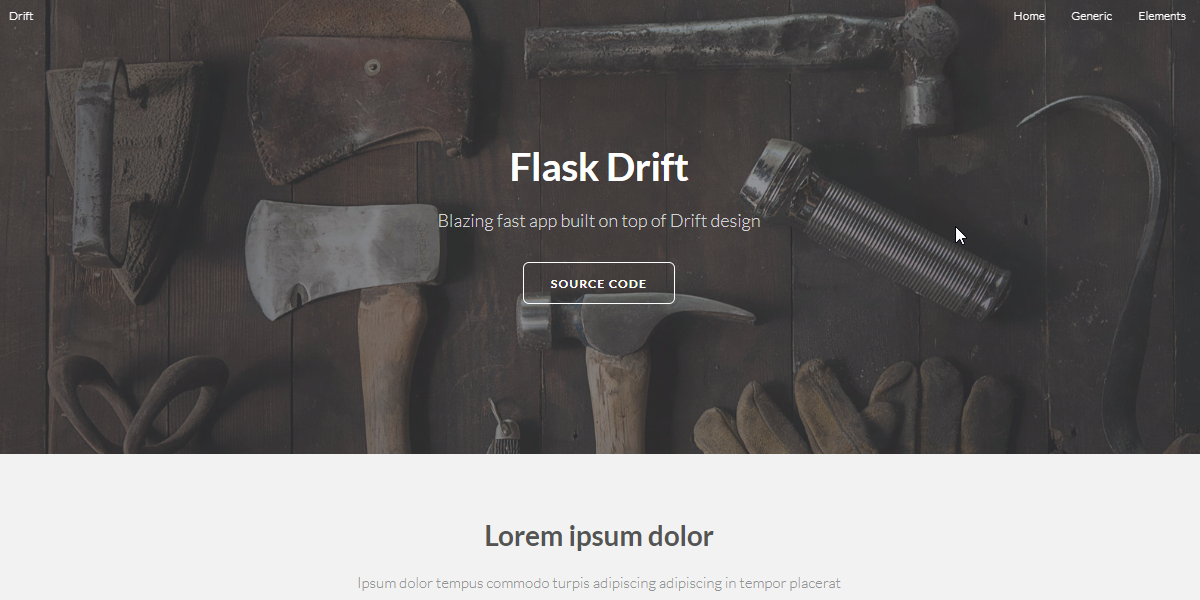 Drift
Home Generic Elements
Flask Drift
Blazing fast app built on top of Drift design
SOURCE CODE
Lorem ipsum dolor
Ipsum dolor tempus commodo turpis adipiscing adipiscing in tempor placerat